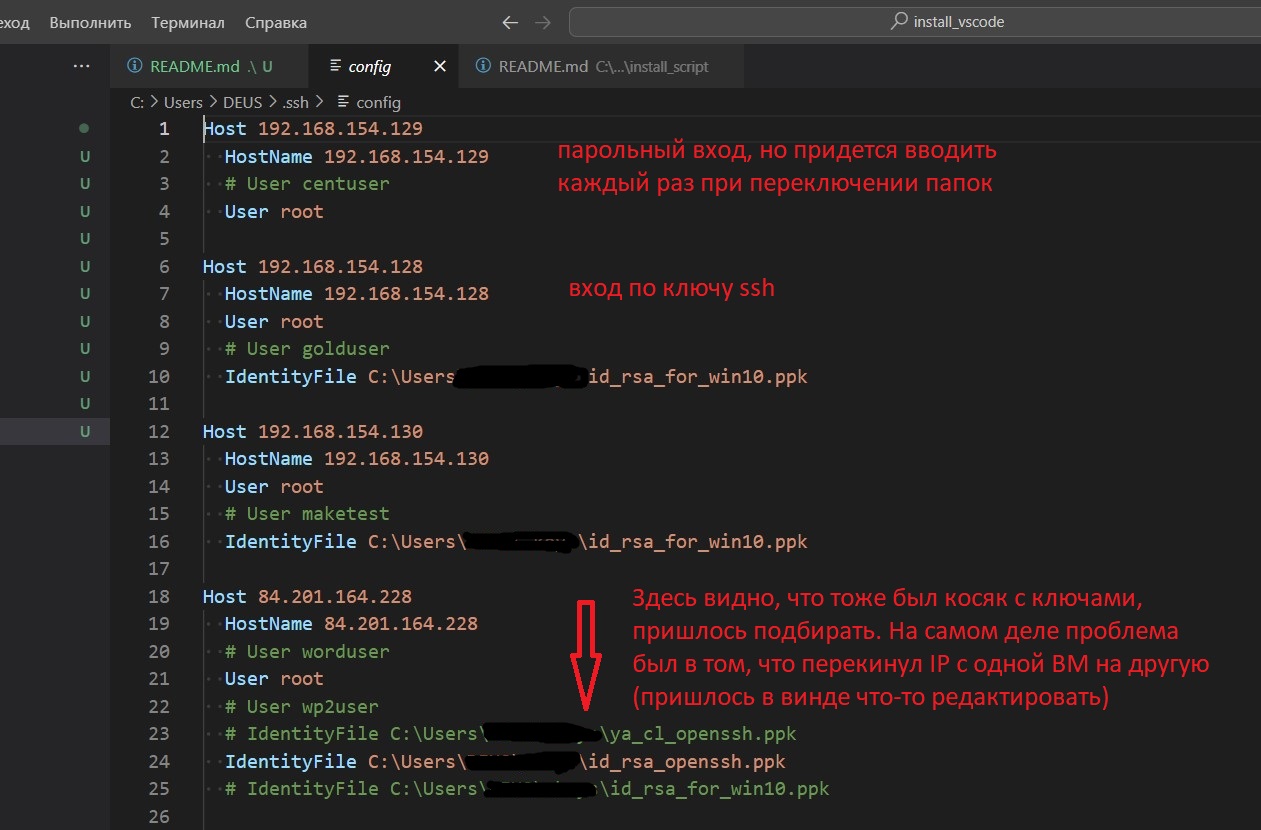 еход Выполнить Терминал Справка ← → install_vscode
··· README.md .\ U config × README.md C:\...\install_script
C: > Users > DEUS > .ssh > config
1 Host 192.168.154.129
U 2 HostName 192.168.154.129
U 3 # User centuser
U 4 User root
U 5
U 6 Host 192.168.154.128
U 7 HostName 192.168.154.128
U 8 User root
U 9 # User golduser
U 10 IdentityFile C:\Users id_rsa_for_win10.ppk
U 11
U 12 Host 192.168.154.130
13 HostName 192.168.154.130
14 User root
15 # User maketest
16 IdentityFile C:\Users\ \id_rsa_for_win10.ppk
17
18 Host 84.201.164.228
19 HostName 84.201.164.228
20 # User worduser
21 User root
22 # User wp2user
23 # IdentityFile C:\Users\ \ya_cl_openssh.ppk
24 IdentityFile C:\Users\ \id_rsa_openssh.ppk
25 # IdentityFile C:\Users\ \id_rsa_for_win10.ppk
26
парольный вход, но придется вводить
каждый раз при переключении папок
вход по ключу ssh
Здесь видно, что тоже был косяк с ключами,
пришлось подбирать. На самом деле проблема
был в том, что перекинул IP с одной ВМ на другую
(пришлось в винде что-то редактировать)